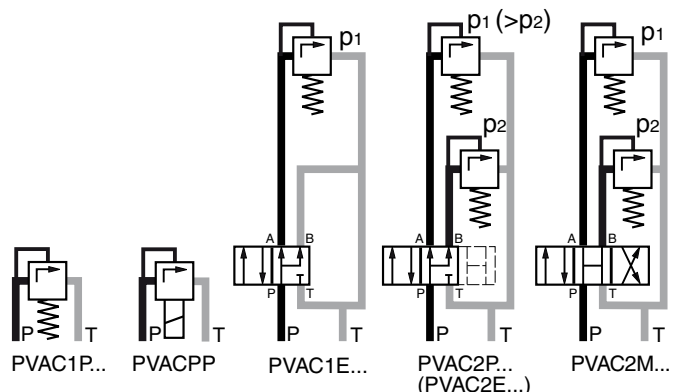 p1
p1 (>p2)
p1
p2
p2
A B
A B
A B
P T
P T
P T
P T
P T
P T
PVAC1P...
PVACPP
PVAC1E...
PVAC2P...
(PVAC2E...)
PVAC2M...